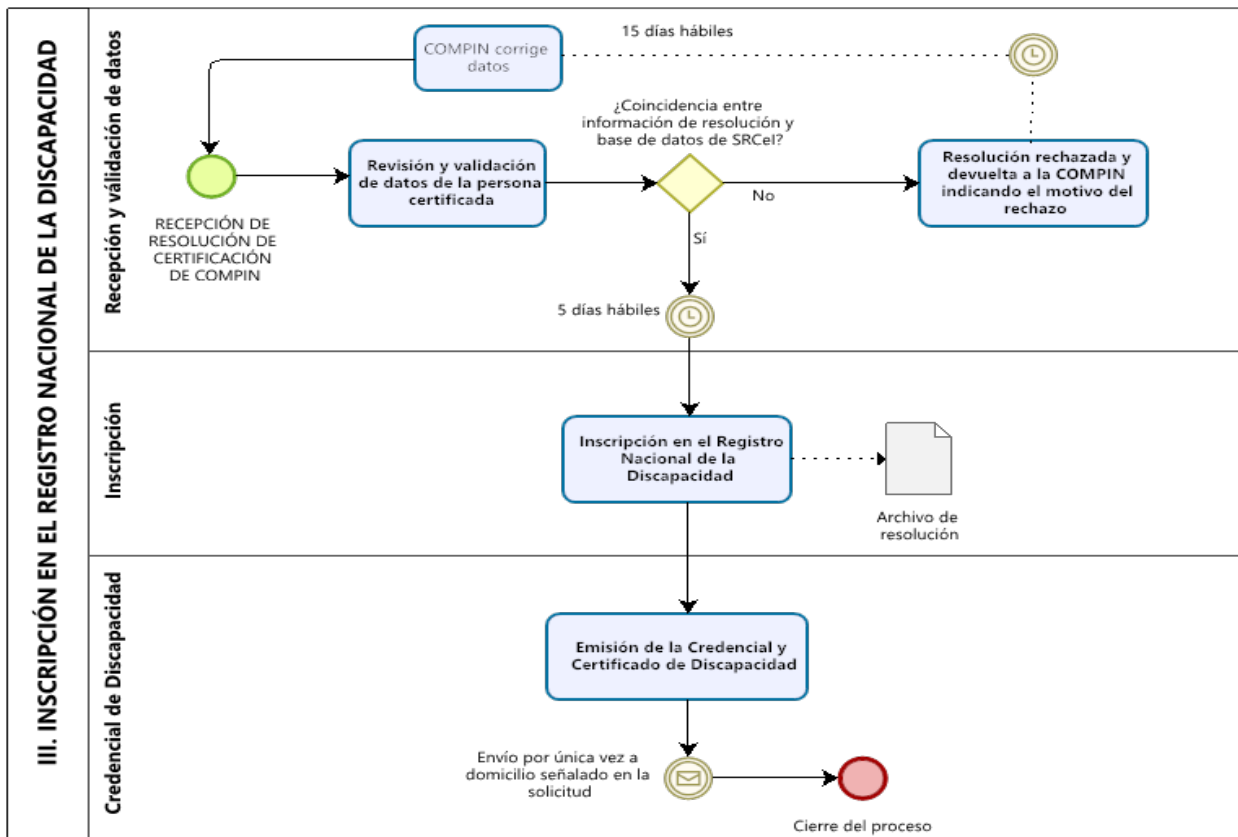 III. INSCRIPCIÓN EN EL REGISTRO NACIONAL DE LA DISCAPACIDAD
Recepción y válidación de datos
COMPIN corrige
datos
15 días hábiles
¿Coincidencia entre
información de resolución y
base de datos de SRCeI?
RECEPCIÓN DE
RESOLUCIÓN DE
CERTIFICACIÓN
DE COMPIN
Revisión y validación
de datos de la persona
certificada
No
Resolución rechazada y
devuelta a la COMPIN
indicando el motivo del
rechazo
Sí
5 días hábiles
Inscripción
Inscripción en el Registro
Nacional de la
Discapacidad
Archivo de
resolución
Credencial de Discapacidad
Emisión de la Credencial y
Certificado de Discapacidad
Envío por única vez a
domicilio señalado en la
solicitud
Cierre del proceso